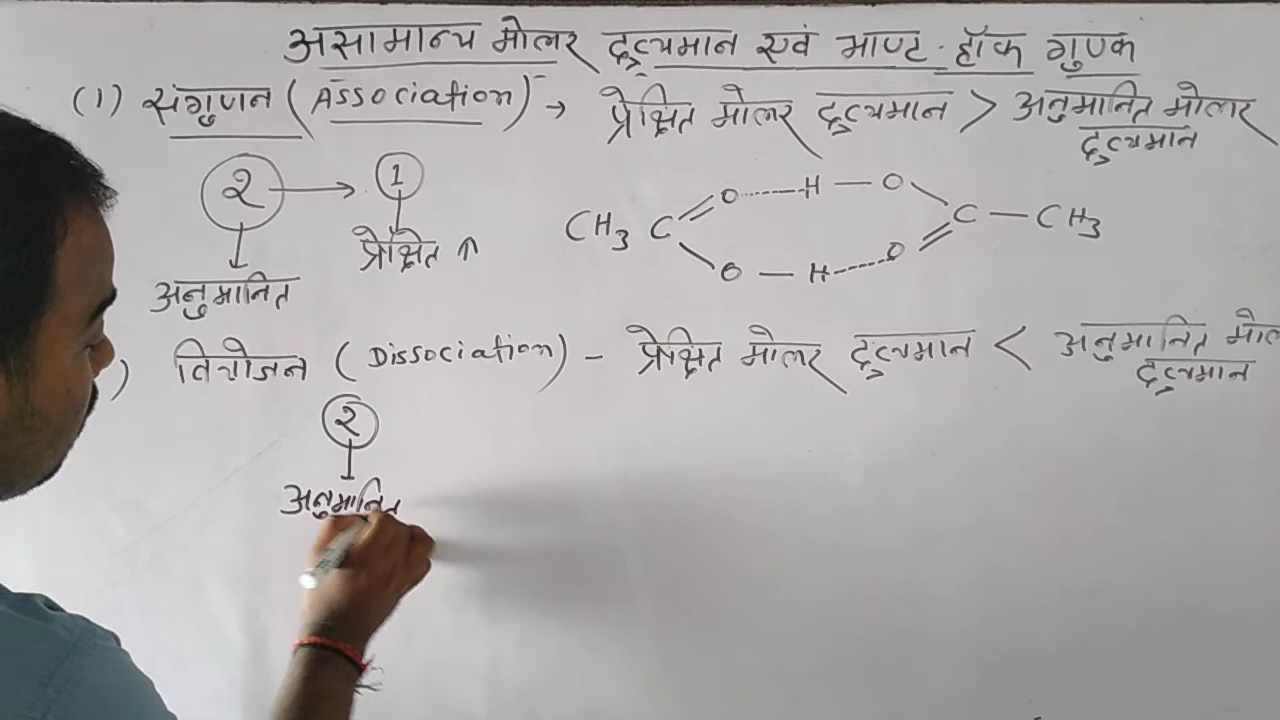 असामान्य मोलर द्रव्यमान एवं भाण्ट हॉफ गुणक
(1) संगुणन (Association) → प्रेक्षित मोलर द्रव्यमान > अनुमानित मोलर
द्रव्यमान
2 → 1
अनुमानित प्रेक्षित ↑
CH3 C O H O C CH3
O H O
) वियोजन (Dissociation) - प्रेक्षित मोलर द्रव्यमान < अनुमानित मोल
द्रव्यमान
2
अनुमानित